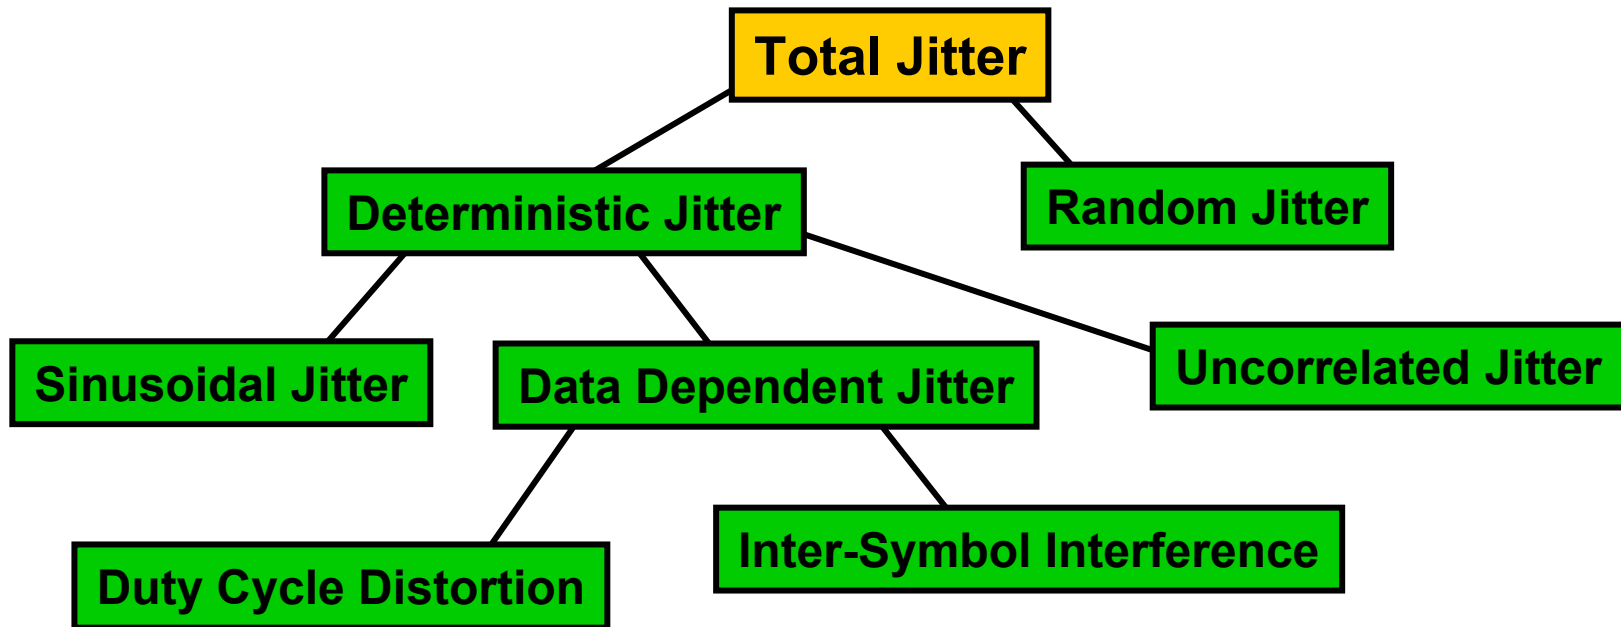 Total Jitter
Deterministic Jitter
Random Jitter
Sinusoidal Jitter
Data Dependent Jitter
Uncorrelated Jitter
Duty Cycle Distortion
Inter-Symbol Interference